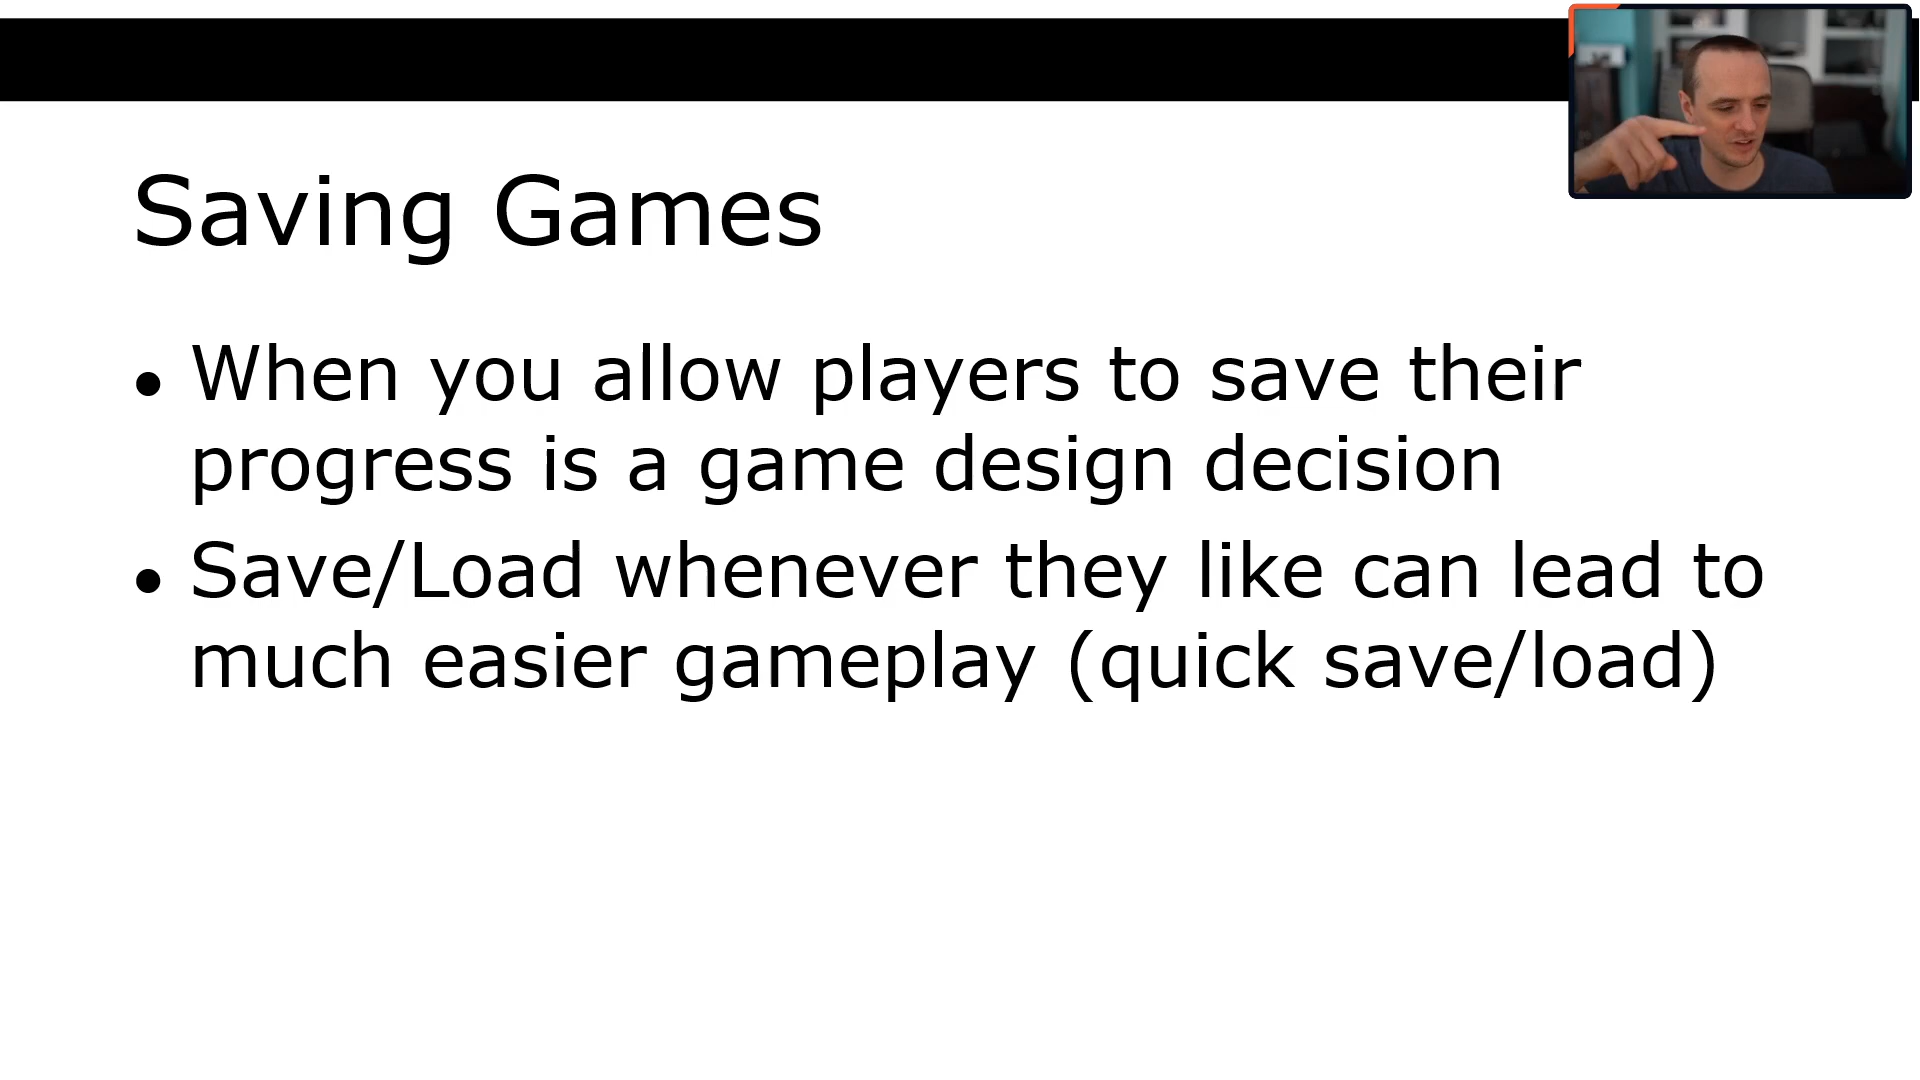 Saving Games
• When you allow players to save their
progress is a game design decision
• Save/Load whenever they like can lead to
much easier gameplay (quick save/load)